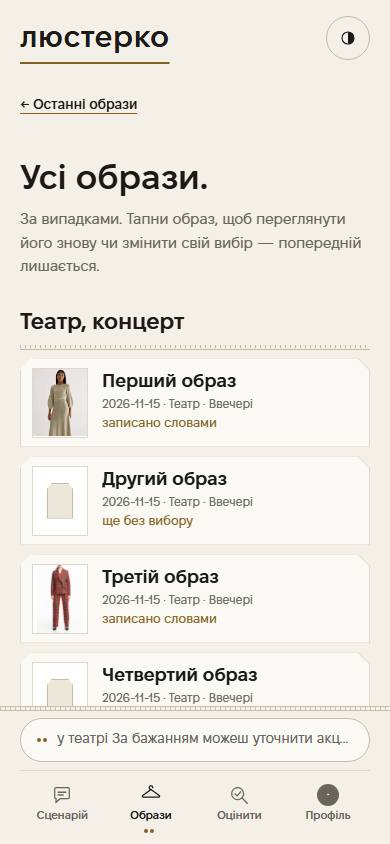 люстерко
← Останні образи
Усі образи.
За випадками. Тапни образ, щоб переглянути
його знову чи змінити свій вибір — попередній
лишається.
Театр, концерт
Перший образ
2026-11-15 · Театр · Ввечері
записано словами
Другий образ
2026-11-15 · Театр · Ввечері
ще без вибору
Третій образ
2026-11-15 · Театр · Ввечері
записано словами
Четвертий образ
2026-11-15 · Театр · Ввечері
у театрі За бажанням можеш уточнити акц...
Сценарій
Образи
Оцінити
Профіль